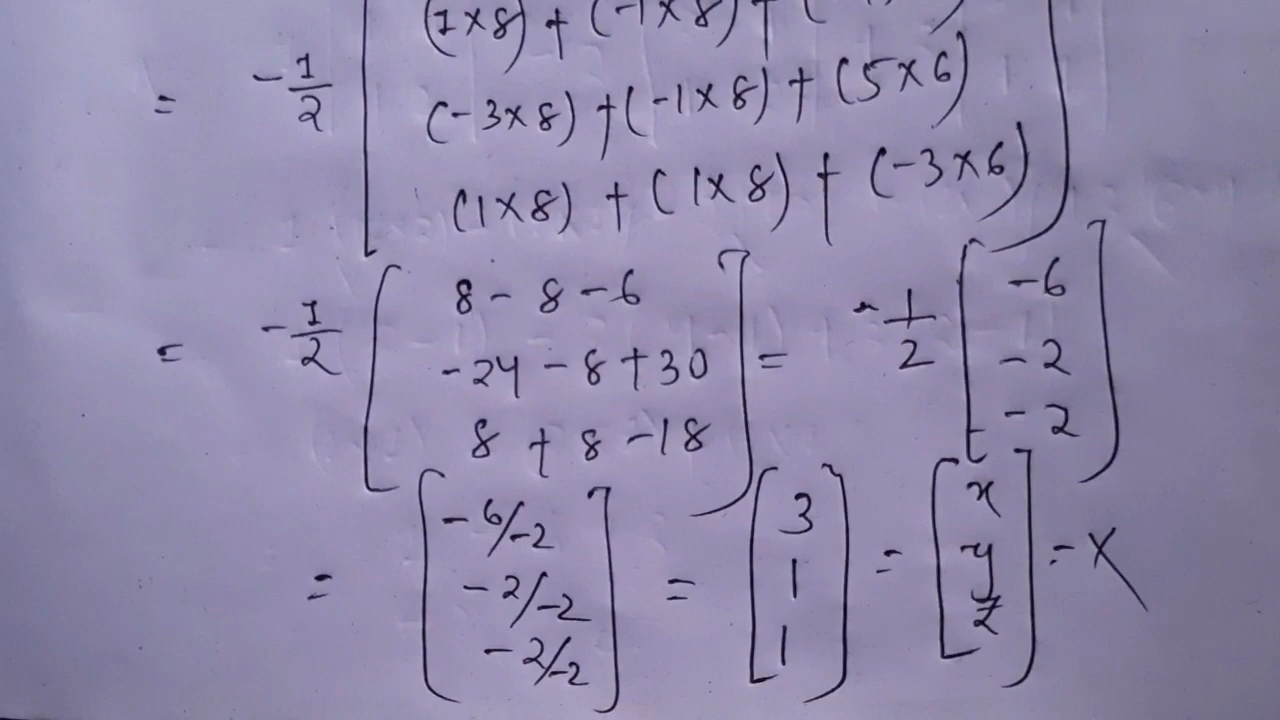 (1×8) + (-1×8) + (
= -1/2 [ (-3×8) + (-1×8) + (5×6) ]
(1×8) + (1×8) + (-3×6)
= -1/2 [ 8 - 8 - 6 ] = -1/2 [ -6 ]
-24 - 8 + 30 -2
8 + 8 - 18 -2
= [ -6/-2 ] = [ 3 ] = [ x ] = X
-2/-2 1 y
-2/-2 1 z